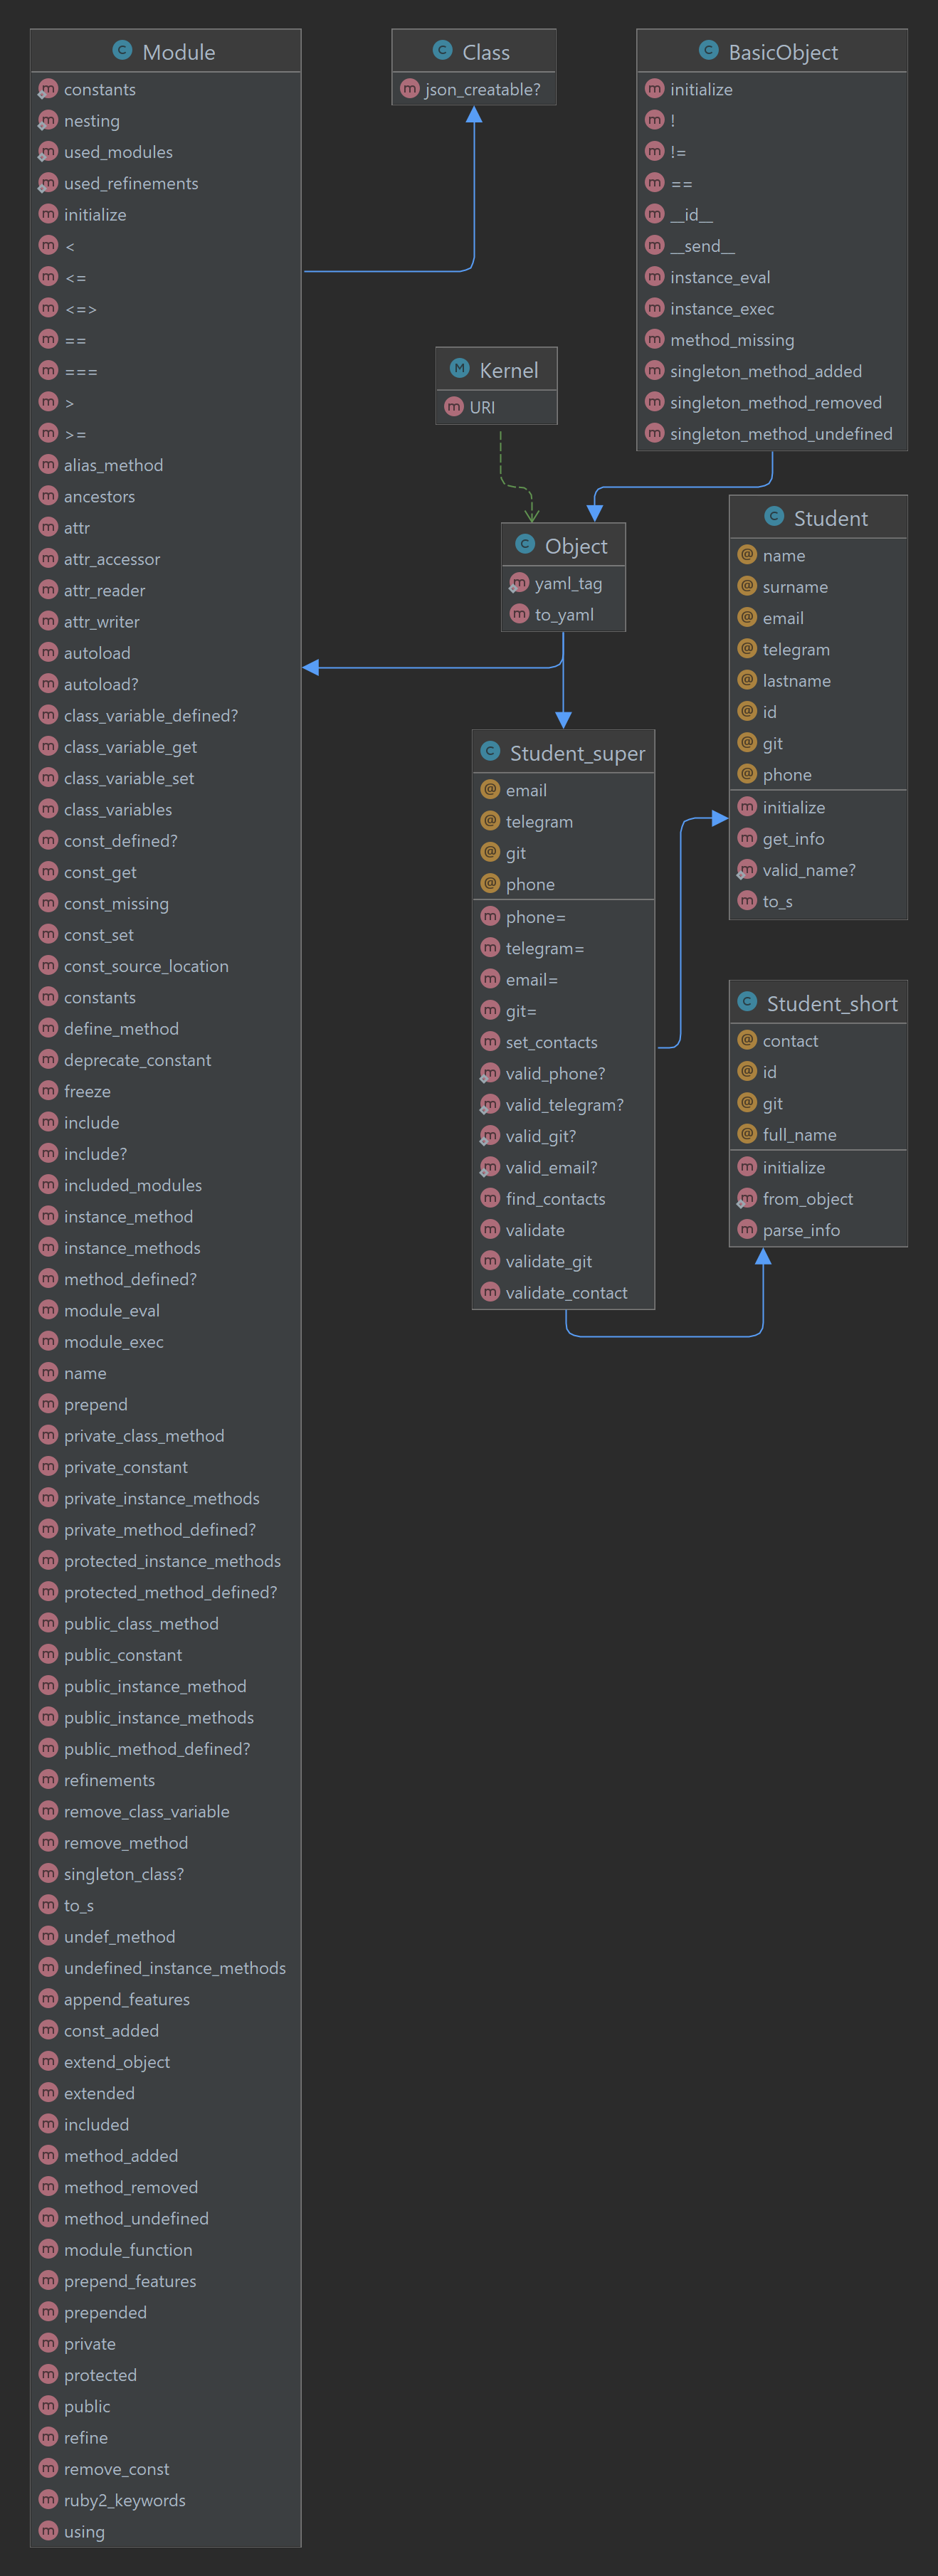 Module
constants
nesting
used_modules
used_refinements
initialize
<
<=
<=>
==
===
>
>=
alias_method
ancestors
attr
attr_accessor
attr_reader
attr_writer
autoload
autoload?
class_variable_defined?
class_variable_get
class_variable_set
class_variables
const_defined?
const_get
const_missing
const_set
const_source_location
constants
define_method
deprecate_constant
freeze
include
include?
included_modules
instance_method
instance_methods
method_defined?
module_eval
module_exec
name
prepend
private_class_method
private_constant
private_instance_methods
private_method_defined?
protected_instance_methods
protected_method_defined?
public_class_method
public_constant
public_instance_method
public_instance_methods
public_method_defined?
refinements
remove_class_variable
remove_method
singleton_class?
to_s
undef_method
undefined_instance_methods
append_features
const_added
extend_object
extended
included
method_added
method_removed
method_undefined
module_function
prepend_features
prepended
private
protected
public
refine
remove_const
ruby2_keywords
using
Class
json_creatable?
BasicObject
initialize
!
!=
==
__id__
__send__
instance_eval
instance_exec
method_missing
singleton_method_added
singleton_method_removed
singleton_method_undefined
Kernel
URI
Object
yaml_tag
to_yaml
Student
name
surname
email
telegram
lastname
id
git
phone
initialize
get_info
valid_name?
to_s
Student_super
email
telegram
git
phone
phone=
telegram=
email=
git=
set_contacts
valid_phone?
valid_telegram?
valid_git?
valid_email?
find_contacts
validate
validate_git
validate_contact
Student_short
contact
id
git
full_name
initialize
from_object
parse_info